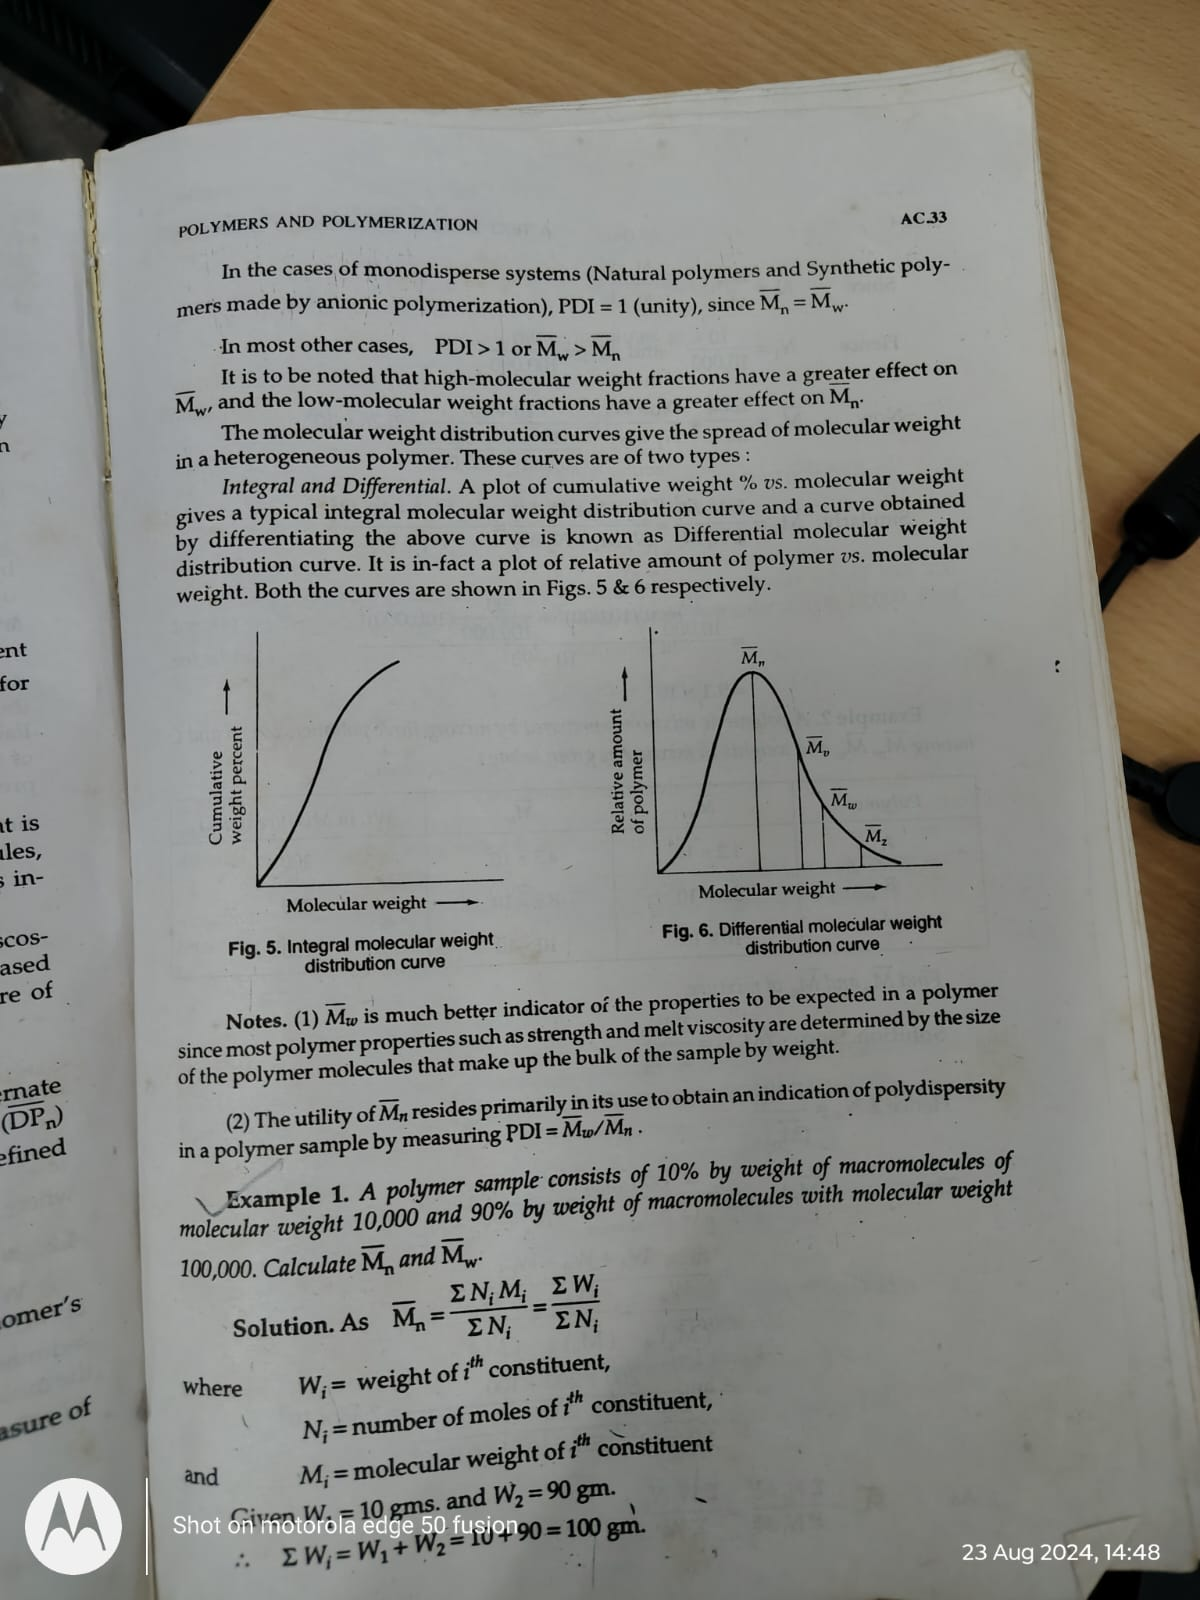 POLYMERS AND POLYMERIZATION
AC.33
In the cases of monodisperse systems (Natural polymers and Synthetic poly-
mers made by anionic polymerization), PDI = 1 (unity), since M̅n = M̅w.
In most other cases, PDI > 1 or M̅w > M̅n
It is to be noted that high-molecular weight fractions have a greater effect on
M̅w, and the low-molecular weight fractions have a greater effect on M̅n.
The molecular weight distribution curves give the spread of molecular weight
in a heterogeneous polymer. These curves are of two types :
Integral and Differential. A plot of cumulative weight % vs. molecular weight
gives a typical integral molecular weight distribution curve and a curve obtained
by differentiating the above curve is known as Differential molecular weight
distribution curve. It is in-fact a plot of relative amount of polymer vs. molecular
weight. Both the curves are shown in Figs. 5 & 6 respectively.
Cumulative
weight percent
Molecular weight
Fig. 5. Integral molecular weight
distribution curve
Relative amount
of polymer
M̅n
M̅v
M̅w
M̅z
Molecular weight
Fig. 6. Differential molecular weight
distribution curve
Notes. (1) M̅w is much better indicator of the properties to be expected in a polymer
since most polymer properties such as strength and melt viscosity are determined by the size
of the polymer molecules that make up the bulk of the sample by weight.
(2) The utility of M̅n resides primarily in its use to obtain an indication of polydispersity
in a polymer sample by measuring PDI = M̅w/M̅n.
Example 1. A polymer sample consists of 10% by weight of macromolecules of
molecular weight 10,000 and 90% by weight of macromolecules with molecular weight
100,000. Calculate M̅n and M̅w.
Solution. As M̅n = Σ Ni Mi / Σ Ni = Σ Wi / Σ Ni
where Wi = weight of ith constituent,
Ni = number of moles of ith constituent,
and Mi = molecular weight of ith constituent
Given W1 = 10 gms. and W2 = 90 gm.
∴ Σ Wi = W1 + W2 = 10 + 90 = 100 gm.
ent
for
at is
ules,
s in-
scos-
ased
re of
ernate
(D̅P̅n)
efined
omer's
asure of
Shot on motorola edge 50 fusion
23 Aug 2024, 14:48